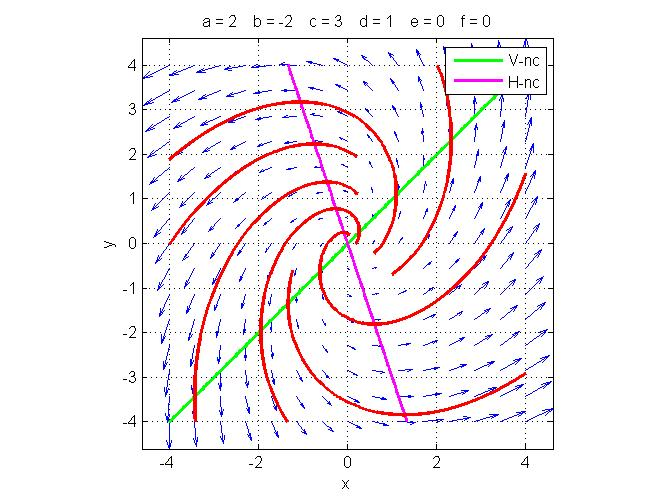 a = 2 b = -2 c = 3 d = 1 e = 0 f = 0
V-nc
H-nc
4
3
2
1
0
-1
-2
-3
-4
y
-4 -2 0 2 4
x